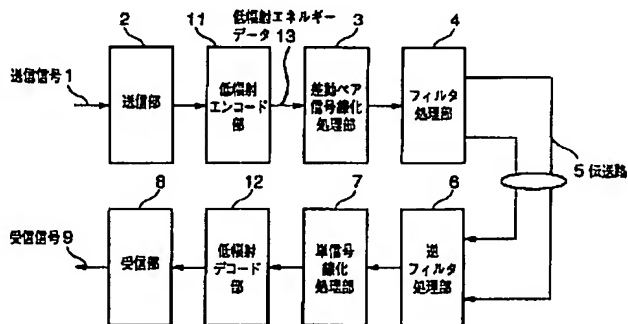 2
11
低輻射エネルギー
データ 13
3
4
送信信号1
送信部
低輻射
エンコード
部
差動ペア
信号線化
処理部
フィルタ
処理部
5 伝送路
8
12
7
6
受信信号9
受信部
低輻射
デコード
部
単信号
線化
処理部
逆
フィルタ
処理部